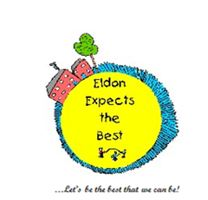 Eldon
Expects
the
Best
...Let's be the best that we can be!